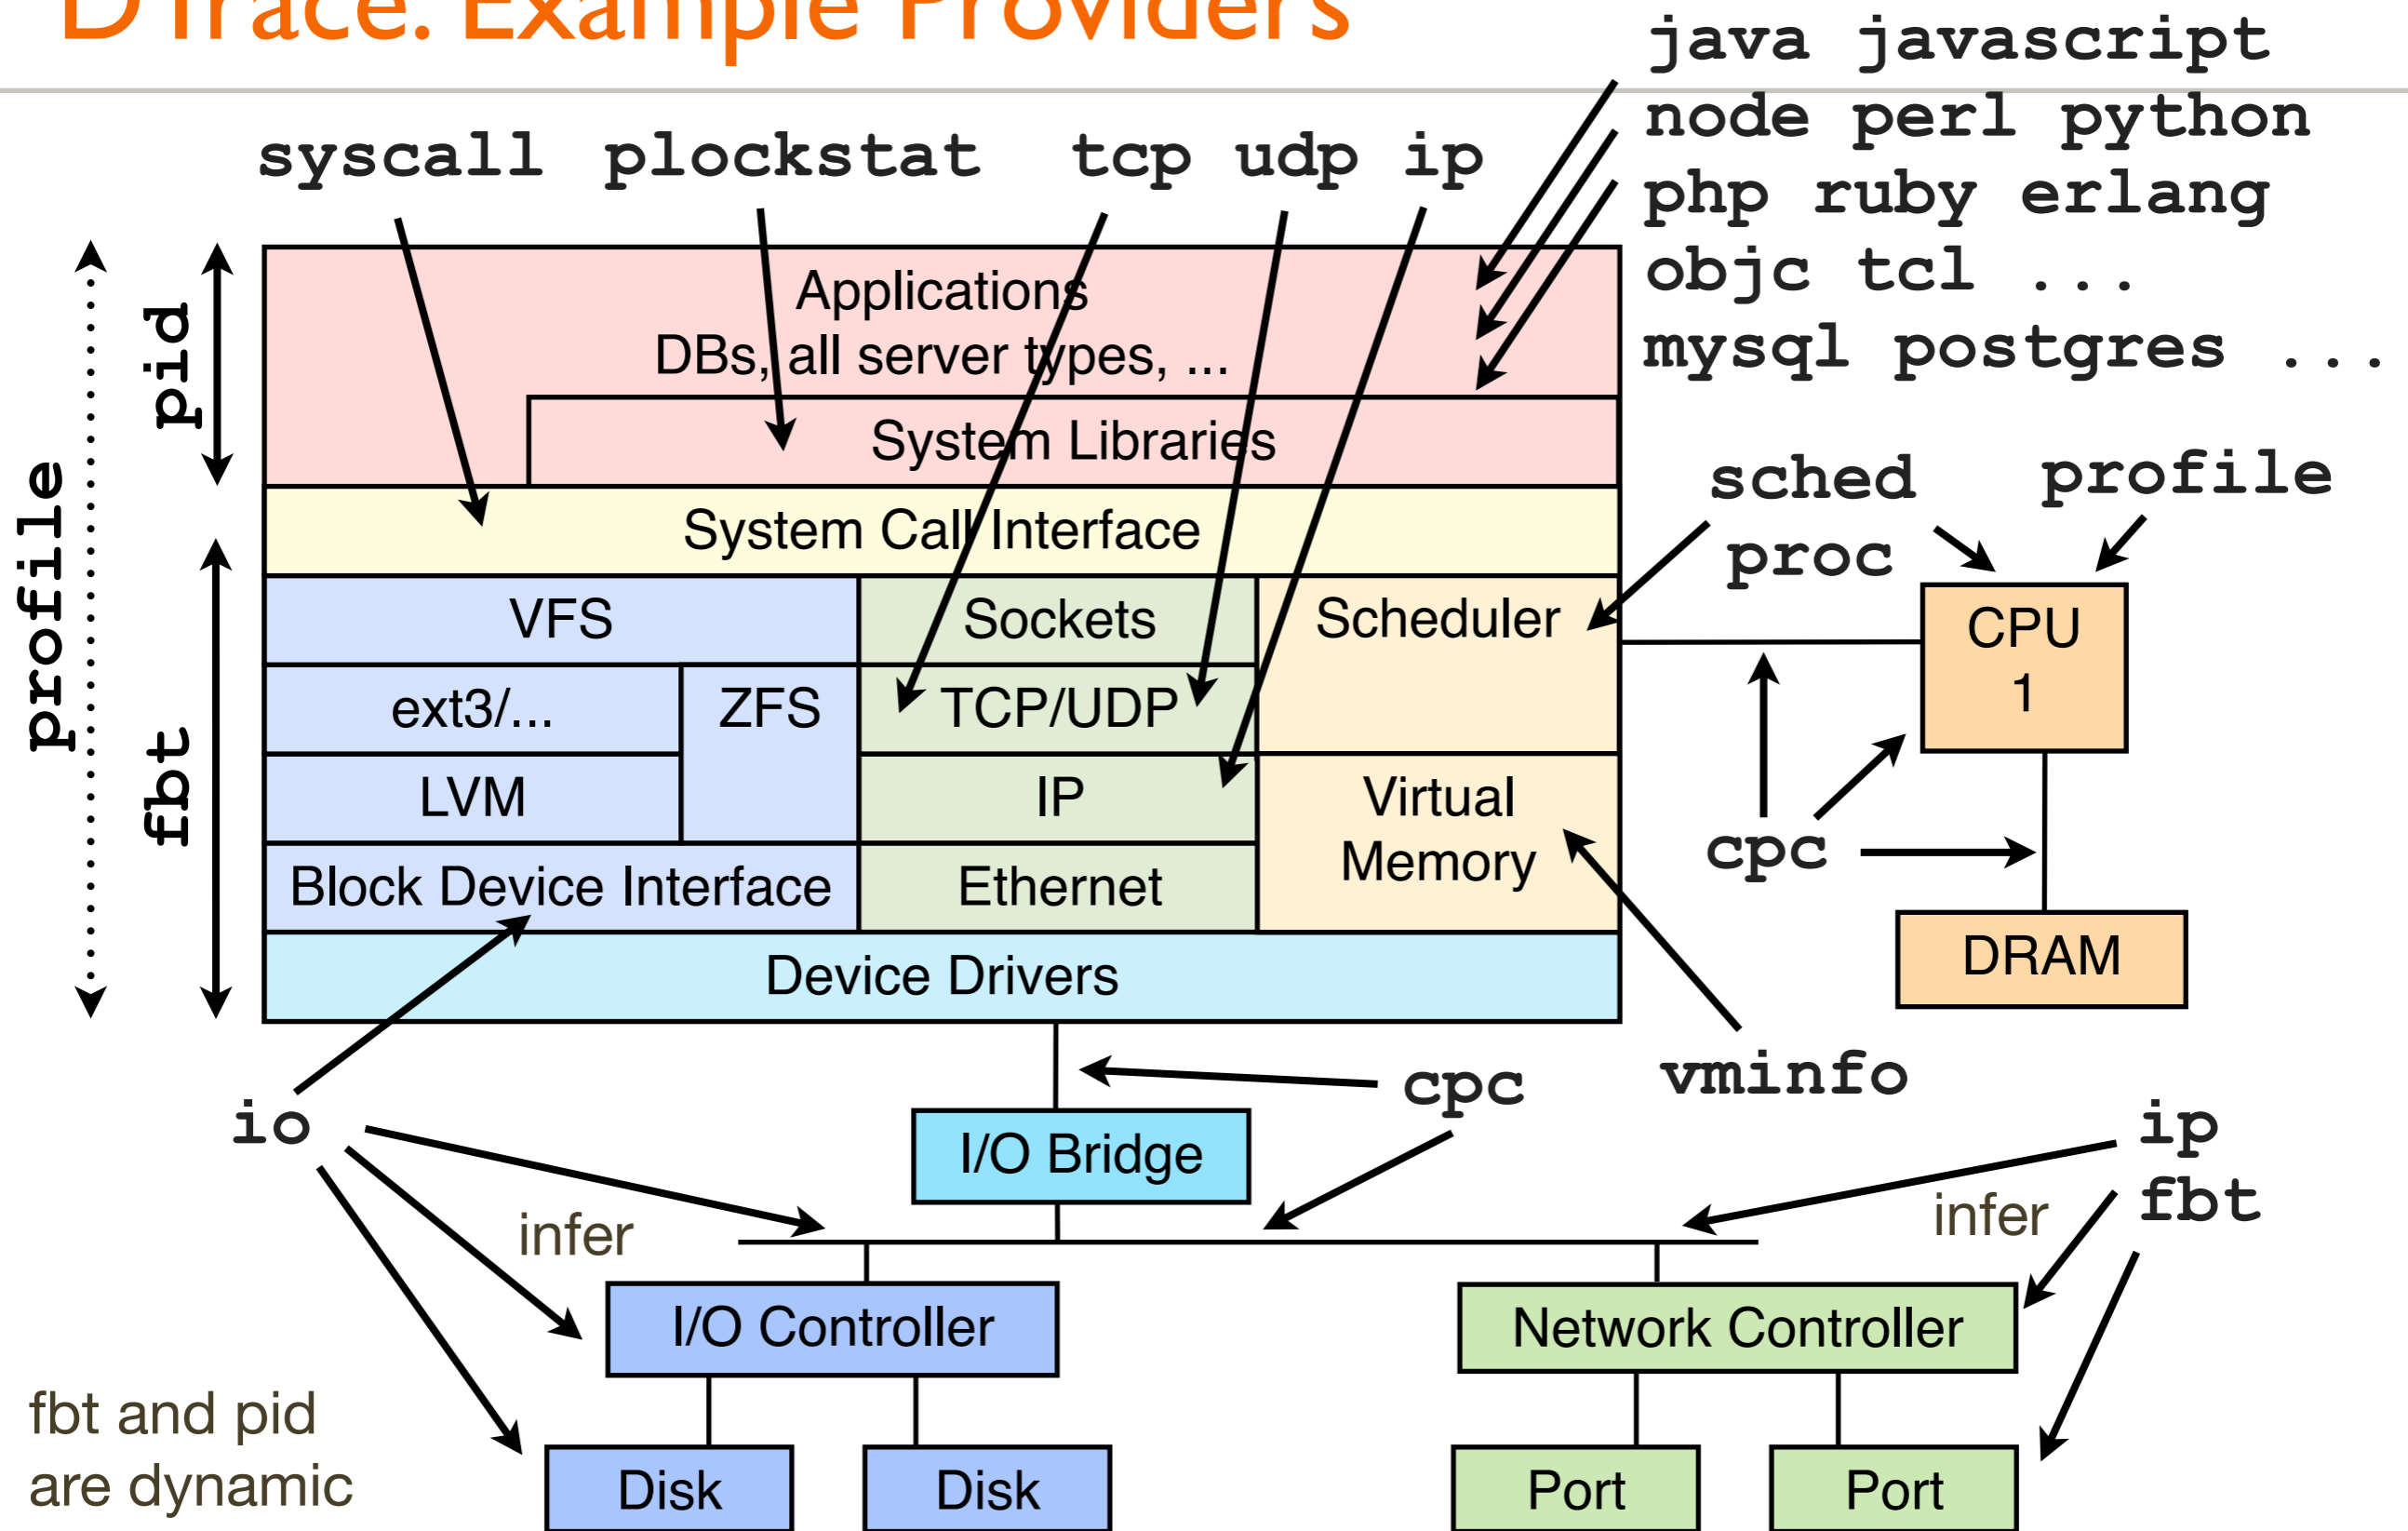 DTrace: Example Providers
java javascript
node perl python
php ruby erlang
objc tcl ...
mysql postgres ...
syscall plockstat tcp udp ip
profile
pid
fbt
Applications
DBs, all server types, ...
System Libraries
System Call Interface
VFS
Sockets
Scheduler
ext3/...
ZFS
TCP/UDP
LVM
IP
Virtual
Memory
Block Device Interface
Ethernet
Device Drivers
sched
proc
profile
CPU
1
cpc
DRAM
vminfo
cpc
io
I/O Bridge
ip
fbt
infer
infer
I/O Controller
Network Controller
Disk
Disk
Port
Port
fbt and pid
are dynamic